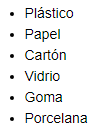 • Plástico
• Papel
• Cartón
• Vidrio
• Goma
• Porcelana